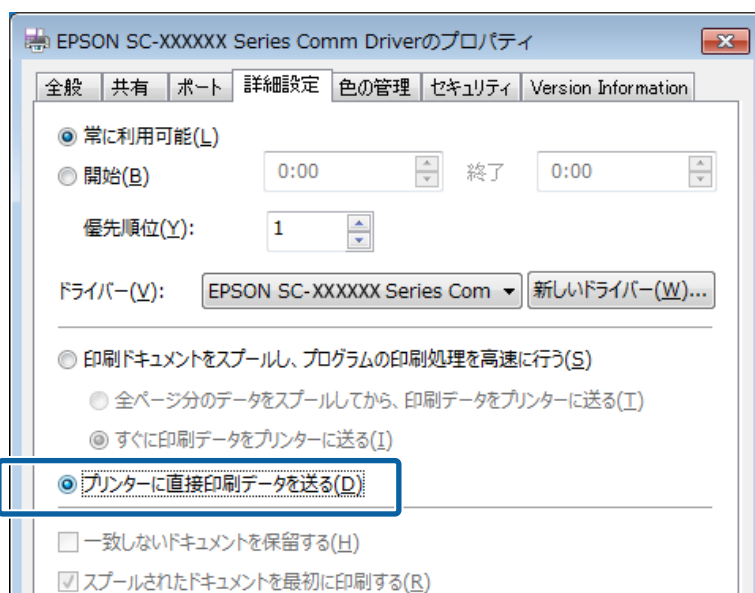 EPSON SC-XXXXXX Series Comm Driverのプロパティ
全般 共有 ポート 詳細設定 色の管理 セキュリティ Version Information
常に利用可能(L)
開始(B) 0:00 終了 0:00
優先順位(Y): 1
ドライバー(V): EPSON SC-XXXXXX Series Com 新しいドライバー(W)...
印刷ドキュメントをスプールし、プログラムの印刷処理を高速に行う(S)
全ページ分のデータをスプールしてから、印刷データをプリンターに送る(T)
すぐに印刷データをプリンターに送る(I)
プリンターに直接印刷データを送る(D)
一致しないドキュメントを保留する(H)
スプールされたドキュメントを最初に印刷する(R)